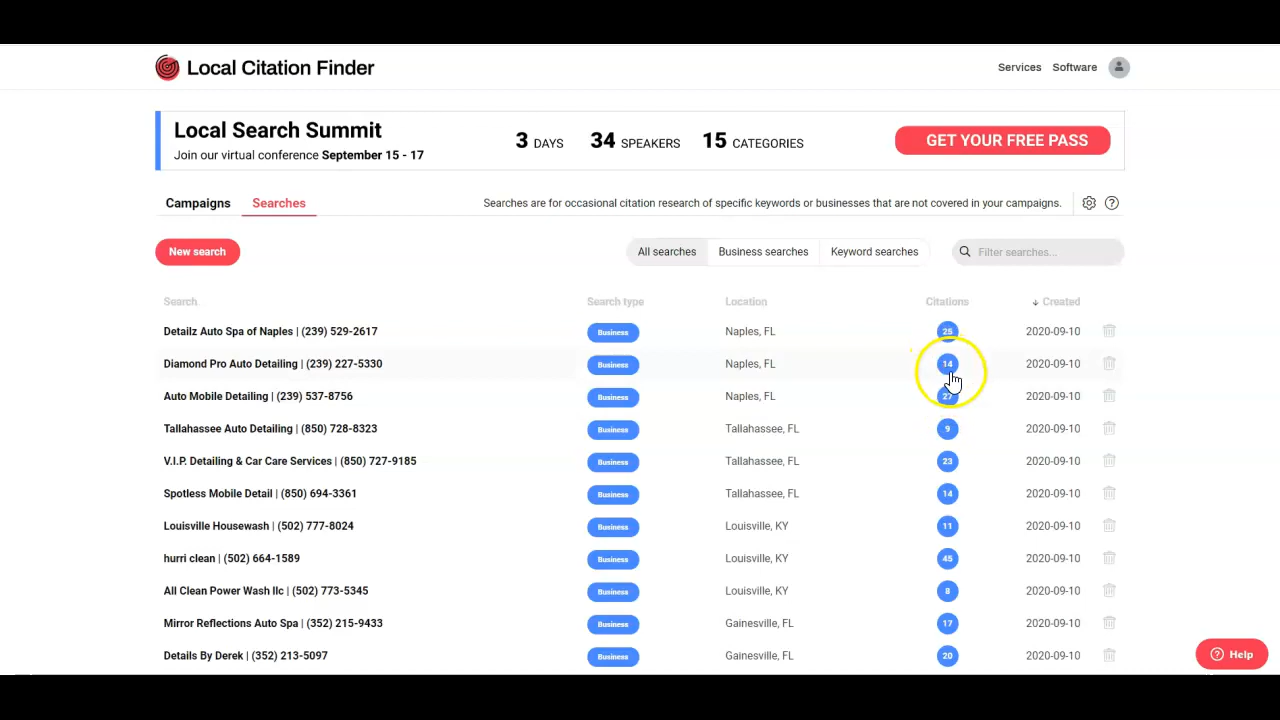 Local Citation Finder
Services Software
Local Search Summit
Join our virtual conference September 15 - 17
3 DAYS 34 SPEAKERS 15 CATEGORIES
GET YOUR FREE PASS
Campaigns Searches
Searches are for occasional citation research of specific keywords or businesses that are not covered in your campaigns.
New search
All searches Business searches Keyword searches
Filter searches...
Search Search type Location Citations Created
Detailz Auto Spa of Naples | (239) 529-2617 Business Naples, FL 25 2020-09-10
Diamond Pro Auto Detailing | (239) 227-5330 Business Naples, FL 14 2020-09-10
Auto Mobile Detailing | (239) 537-8756 Business Naples, FL 27 2020-09-10
Tallahassee Auto Detailing | (850) 728-8323 Business Tallahassee, FL 9 2020-09-10
V.I.P. Detailing & Car Care Services | (850) 727-9185 Business Tallahassee, FL 23 2020-09-10
Spotless Mobile Detail | (850) 694-3361 Business Tallahassee, FL 14 2020-09-10
Louisville Housewash | (502) 777-8024 Business Louisville, KY 11 2020-09-10
hurri clean | (502) 664-1589 Business Louisville, KY 45 2020-09-10
All Clean Power Wash llc | (502) 773-5345 Business Louisville, KY 8 2020-09-10
Mirror Reflections Auto Spa | (352) 215-9433 Business Gainesville, FL 17 2020-09-10
Details By Derek | (352) 213-5097 Business Gainesville, FL 20 2020-09-10
Help